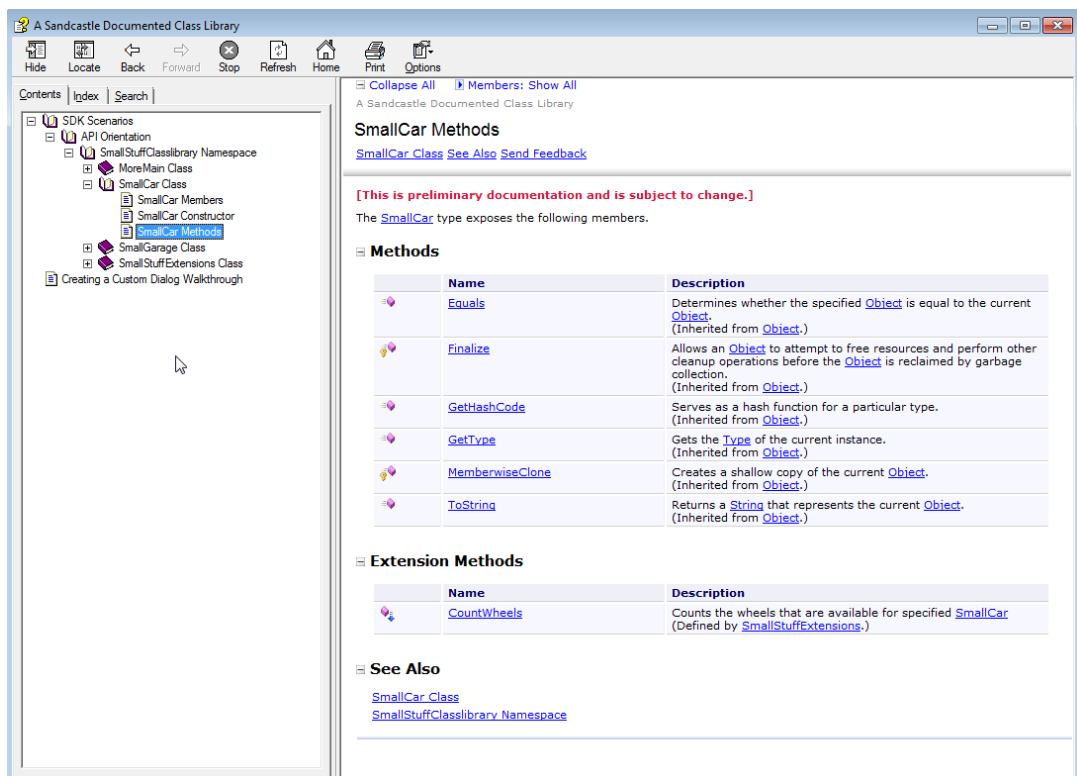 A Sandcastle Documented Class Library
Hide Locate Back Forward Stop Refresh Home Print Options
Contents Index Search
SDK Scenarios
API Orientation
SmallStuffClasslibrary Namespace
MoreMain Class
SmallCar Class
SmallCar Members
SmallCar Constructor
SmallCar Methods
SmallGarage Class
SmallStuffExtensions Class
Creating a Custom Dialog Walkthrough
Collapse All Members: Show All
A Sandcastle Documented Class Library
SmallCar Methods
SmallCar Class See Also Send Feedback
[This is preliminary documentation and is subject to change.]
The SmallCar type exposes the following members.
Methods
Name Description
Equals Determines whether the specified Object is equal to the current
Object.
(Inherited from Object.)
Finalize Allows an Object to attempt to free resources and perform other
cleanup operations before the Object is reclaimed by garbage
collection.
(Inherited from Object.)
GetHashCode Serves as a hash function for a particular type.
(Inherited from Object.)
GetType Gets the Type of the current instance.
(Inherited from Object.)
MemberwiseClone Creates a shallow copy of the current Object.
(Inherited from Object.)
ToString Returns a String that represents the current Object.
(Inherited from Object.)
Extension Methods
Name Description
CountWheels Counts the wheels that are available for specified SmallCar
(Defined by SmallStuffExtensions.)
See Also
SmallCar Class
SmallStuffClasslibrary Namespace